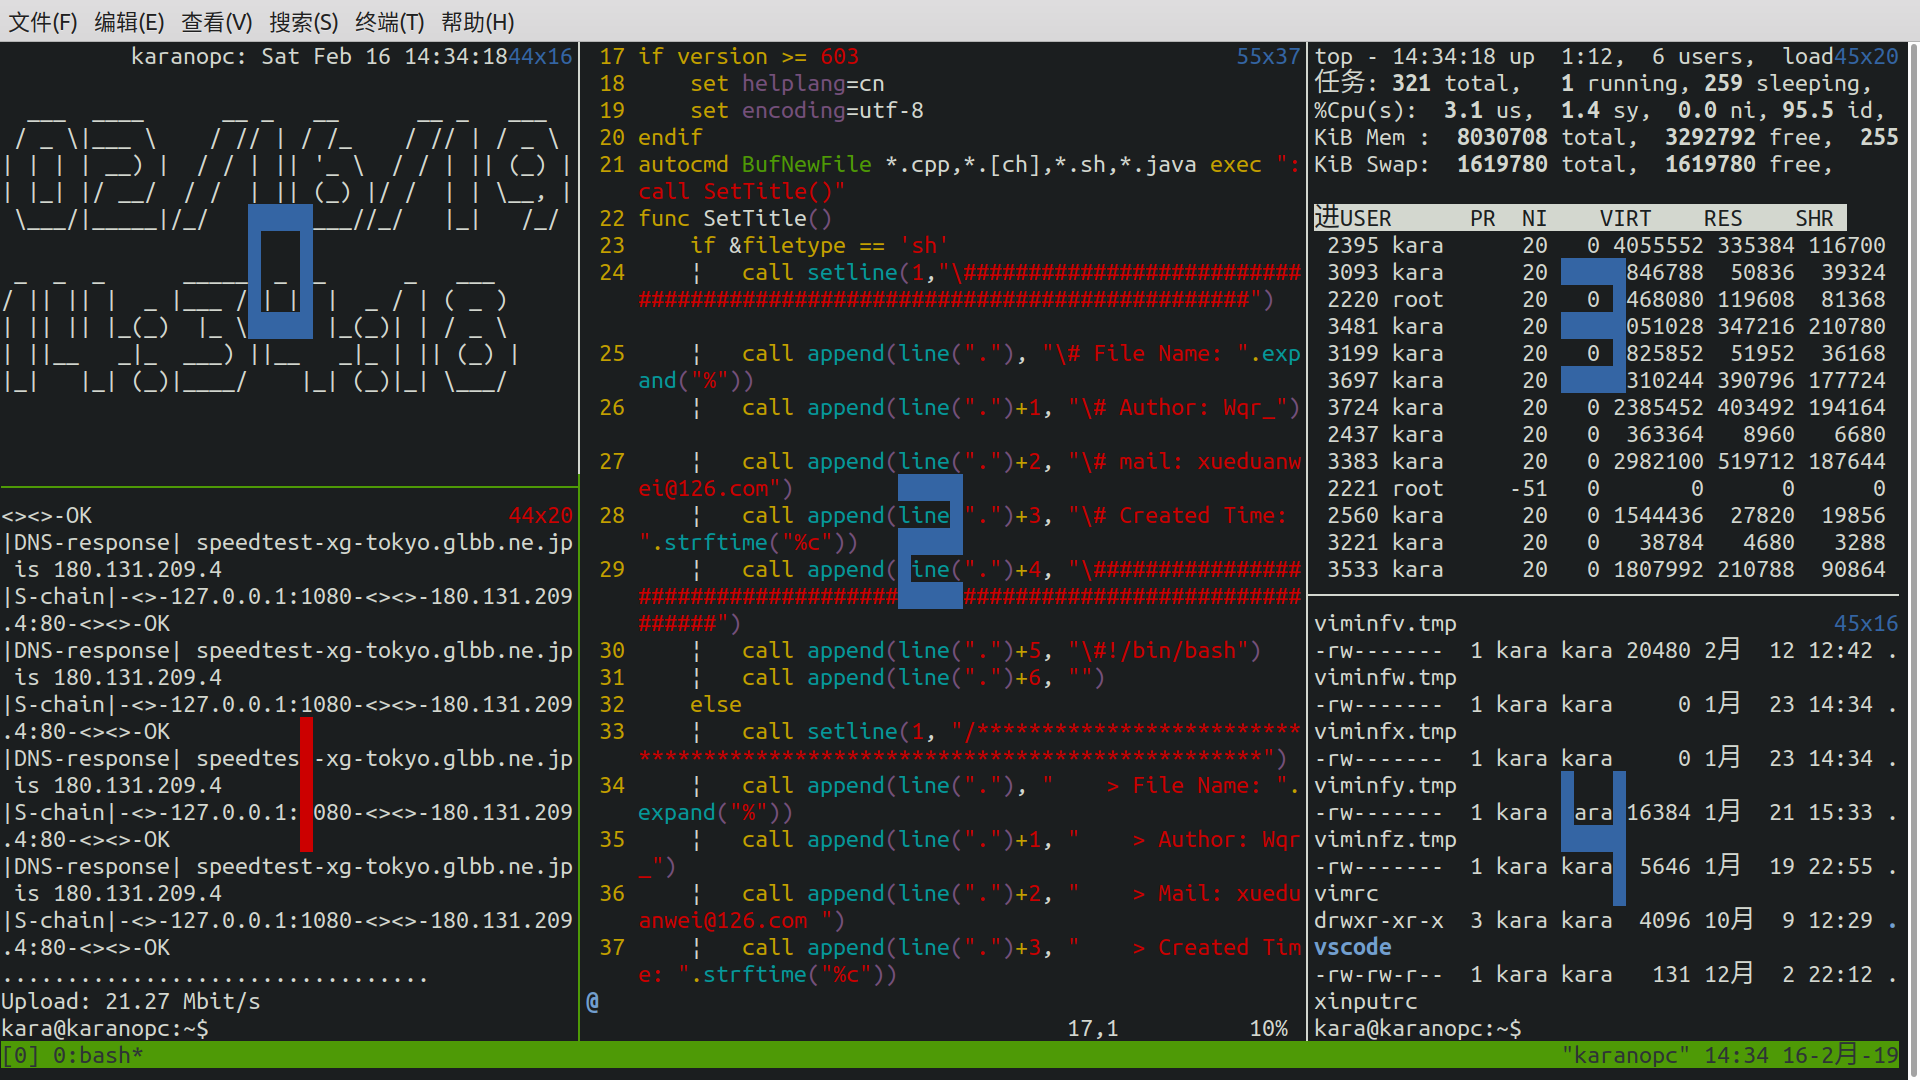 文件(F) 编辑(E) 查看(V) 搜索(S) 终端(T) 帮助(H)
karanopc: Sat Feb 16 14:34:18 44x16
02/16/19
14:34:18
<><>-OK 44x20
|DNS-response| speedtest-xg-tokyo.glbb.ne.jp
is 180.131.209.4
|S-chain|-<>-127.0.0.1:1080-<><>-180.131.209
.4:80-<><>-OK
|DNS-response| speedtest-xg-tokyo.glbb.ne.jp
is 180.131.209.4
|S-chain|-<>-127.0.0.1:1080-<><>-180.131.209
.4:80-<><>-OK
|DNS-response| speedtes -xg-tokyo.glbb.ne.jp
is 180.131.209.4
|S-chain|-<>-127.0.0.1: 080-<><>-180.131.209
.4:80-<><>-OK
|DNS-response| speedtest-xg-tokyo.glbb.ne.jp
is 180.131.209.4
|S-chain|-<>-127.0.0.1:1080-<><>-180.131.209
.4:80-<><>-OK
.................................
Upload: 21.27 Mbit/s
kara@karanopc:~$
17 if version >= 603 55x37
18     set helplang=cn
19     set encoding=utf-8
20 endif
21 autocmd BufNewFile *.cpp,*.[ch],*.sh,*.java exec ":
call SetTitle()"
22 func SetTitle()
23     if &filetype == 'sh'
24     ¦   call setline(1,"\##########################
###############################################")
25     ¦   call append(line("."), "\# File Name: ".exp
and("%"))
26     ¦   call append(line(".")+1, "\# Author: Wqr_")
27     ¦   call append(line(".")+2, "\# mail: xueduanw
ei@126.com")
28     ¦   call append(line ".")+3, "\# Created Time:
".strftime("%c"))
29     ¦   call append( ine(".")+4, "\################
####################     ##########################
######")
30     ¦   call append(line(".")+5, "\#!/bin/bash")
31     ¦   call append(line(".")+6, "")
32     else
33     ¦   call setline(1, "/*************************
************************************************")
34     ¦   call append(line("."), "    > File Name: ".
expand("%"))
35     ¦   call append(line(".")+1, "    > Author: Wqr
_")
36     ¦   call append(line(".")+2, "    > Mail: xuedu
anwei@126.com ")
37     ¦   call append(line(".")+3, "    > Created Tim
e: ".strftime("%c"))
@
17,1 10%
top - 14:34:18 up  1:12,  6 users,  load 45x20
任务: 321 total,   1 running, 259 sleeping,
%Cpu(s):  3.1 us,  1.4 sy,  0.0 ni, 95.5 id,
KiB Mem :  8030708 total,  3292792 free,  255
KiB Swap:  1619780 total,  1619780 free,
进USER      PR  NI    VIRT    RES    SHR
2395 kara      20   0 4055552 335384 116700
3093 kara      20     846788  50836  39324
2220 root      20   0 468080 119608  81368
3481 kara      20     051028 347216 210780
3199 kara      20   0 825852  51952  36168
3697 kara      20     310244 390796 177724
3724 kara      20   0 2385452 403492 194164
2437 kara      20   0  363364   8960   6680
3383 kara      20   0 2982100 519712 187644
2221 root     -51   0       0      0      0
2560 kara      20   0 1544436  27820  19856
3221 kara      20   0   38784   4680   3288
3533 kara      20   0 1807992 210788  90864
viminfv.tmp 45x16
-rw-------  1 kara kara 20480 2月  12 12:42 .
viminfw.tmp
-rw-------  1 kara kara     0 1月  23 14:34 .
viminfx.tmp
-rw-------  1 kara kara     0 1月  23 14:34 .
viminfy.tmp
-rw-------  1 kara  ara 16384 1月  21 15:33 .
viminfz.tmp
-rw-------  1 kara kara  5646 1月  19 22:55 .
vimrc
drwxr-xr-x  3 kara kara  4096 10月  9 12:29 .
vscode
-rw-rw-r--  1 kara kara   131 12月  2 22:12 .
xinputrc
kara@karanopc:~$
[0] 0:bash* "karanopc" 14:34 16-2月-19